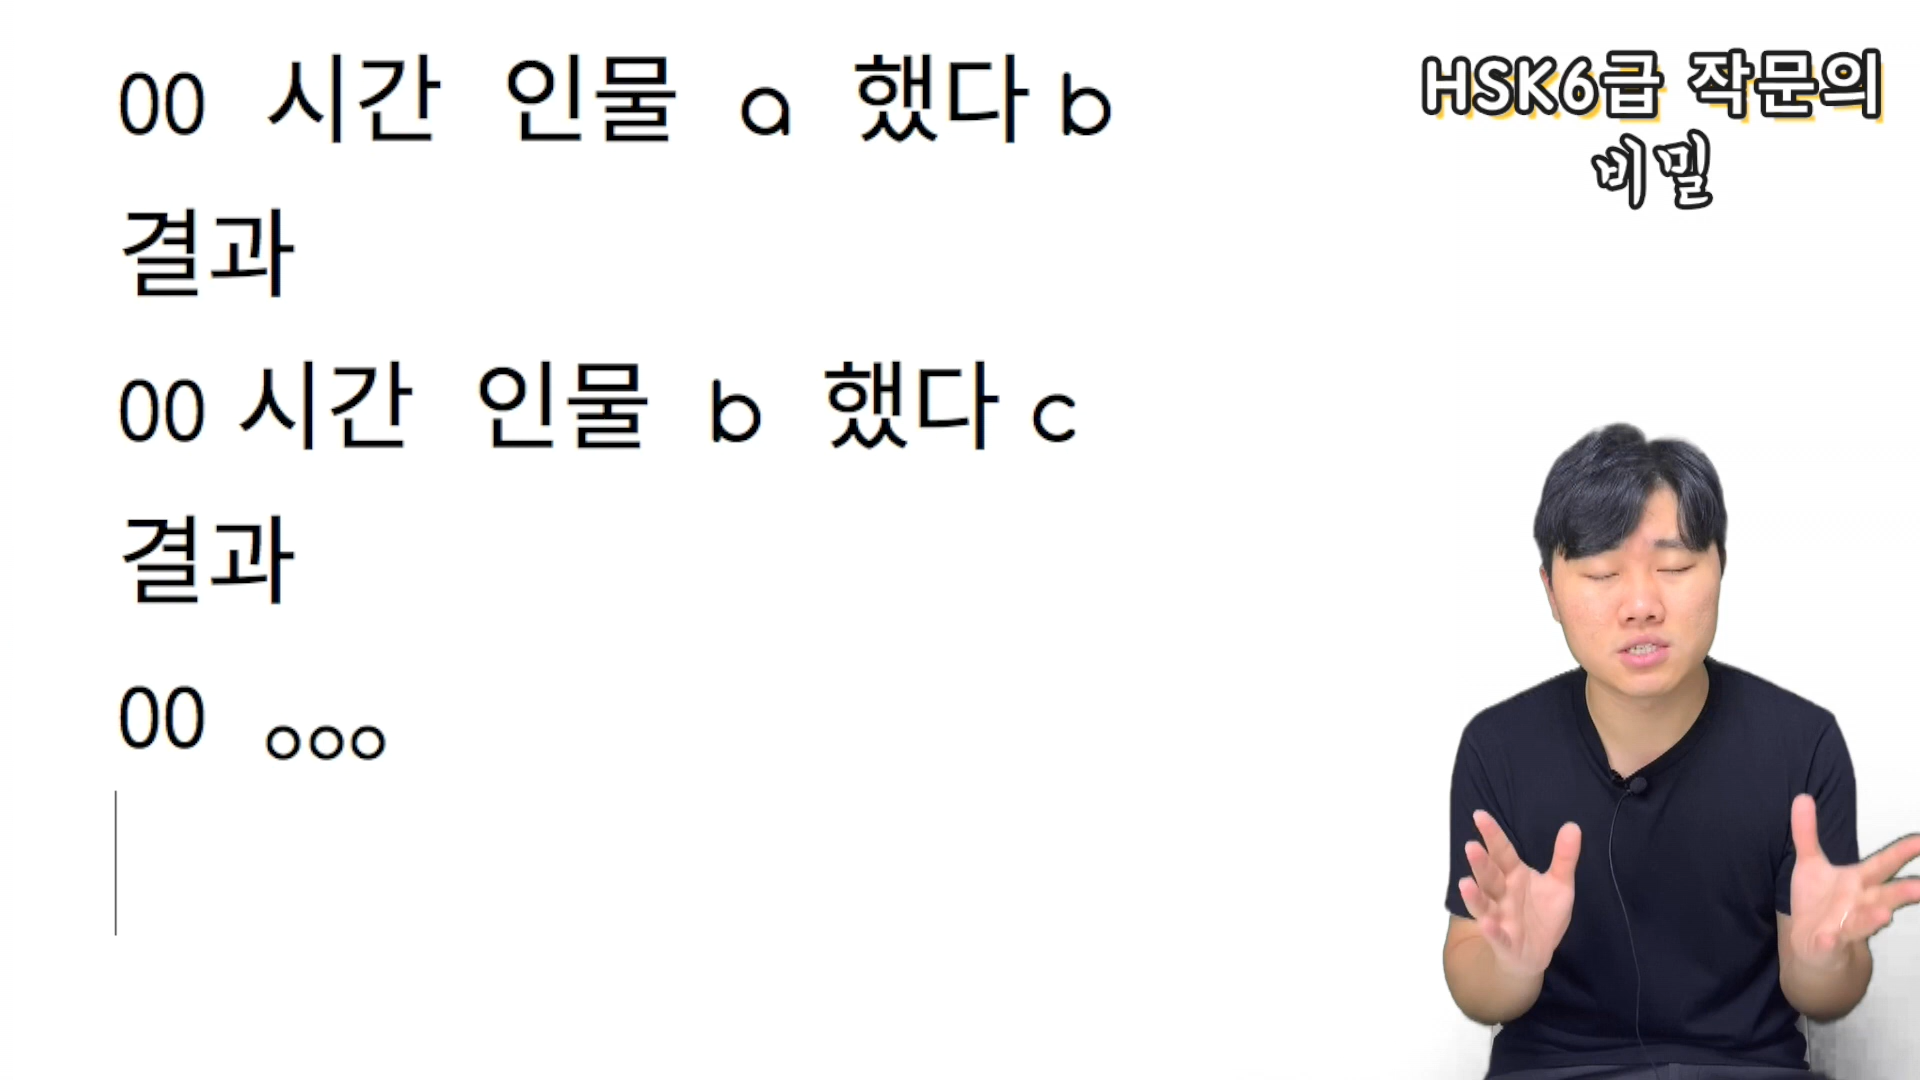 00 시간 인물 a 했다 b
결과
00 시간 인물 b 했다 c
결과
00 ㅇㅇㅇ
HSK6급 작문의
비밀